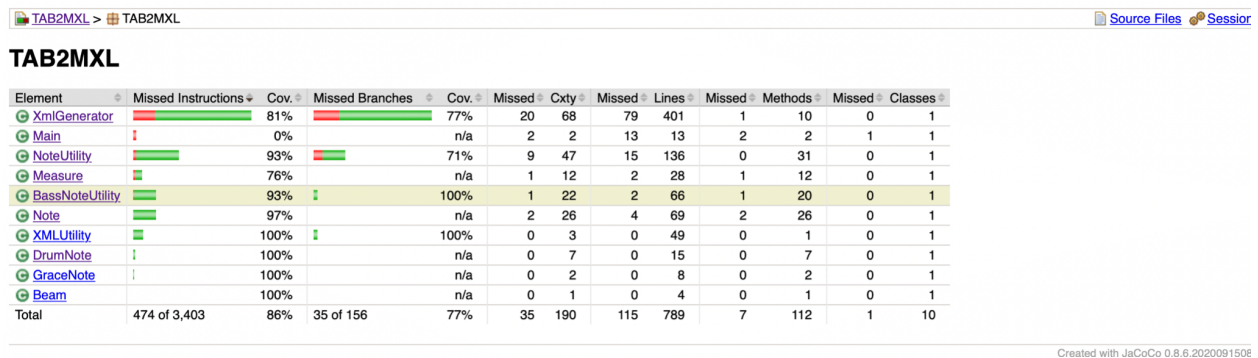 TAB2MXL > TAB2MXL Source Files Session
TAB2MXL
Element Missed Instructions Cov. Missed Branches Cov. Missed Cxty Missed Lines Missed Methods Missed Classes
XmlGenerator 81% 77% 20 68 79 401 1 10 0 1
Main 0% n/a 2 2 13 13 2 2 1 1
NoteUtility 93% 71% 9 47 15 136 0 31 0 1
Measure 76% n/a 1 12 2 28 1 12 0 1
BassNoteUtility 93% 100% 1 22 2 66 1 20 0 1
Note 97% n/a 2 26 4 69 2 26 0 1
XMLUtility 100% 100% 0 3 0 49 0 1 0 1
DrumNote 100% n/a 0 7 0 15 0 7 0 1
GraceNote 100% n/a 0 2 0 8 0 2 0 1
Beam 100% n/a 0 1 0 4 0 1 0 1
Total 474 of 3,403 86% 35 of 156 77% 35 190 115 789 7 112 1 10
Created with JaCoCo 0.8.6.2020091508